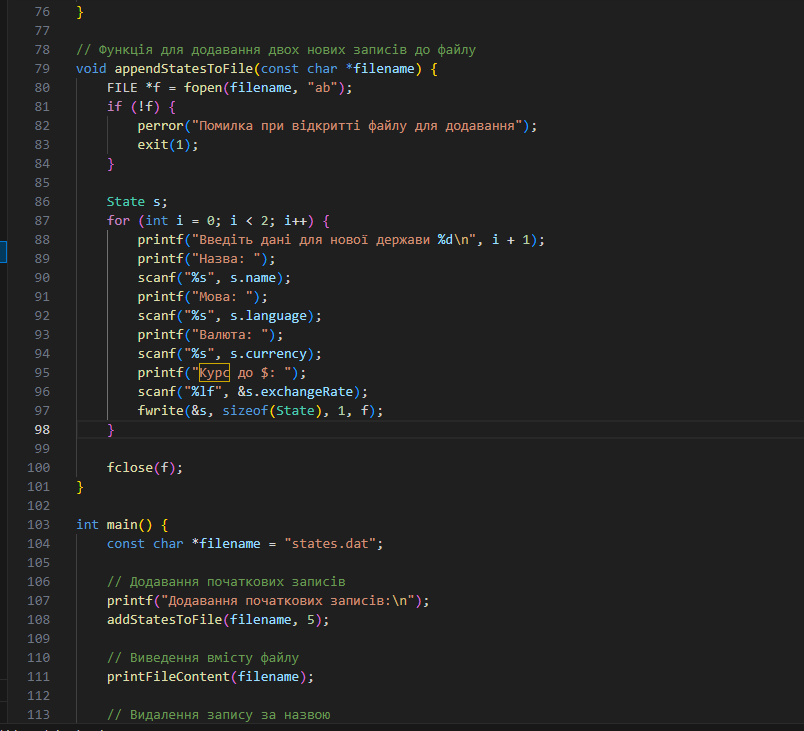 76 }
77
78 // Функція для додавання двох нових записів до файлу
79 void appendStatesToFile(const char *filename) {
80     FILE *f = fopen(filename, "ab");
81     if (!f) {
82         perror("Помилка при відкритті файлу для додавання");
83         exit(1);
84     }
85
86     State s;
87     for (int i = 0; i < 2; i++) {
88         printf("Введіть дані для нової держави %d\n", i + 1);
89         printf("Назва: ");
90         scanf("%s", s.name);
91         printf("Мова: ");
92         scanf("%s", s.language);
93         printf("Валюта: ");
94         scanf("%s", s.currency);
95         printf("Курс до $: ");
96         scanf("%lf", &s.exchangeRate);
97         fwrite(&s, sizeof(State), 1, f);
98     }
99
100     fclose(f);
101 }
102
103 int main() {
104     const char *filename = "states.dat";
105
106     // Додавання початкових записів
107     printf("Додавання початкових записів:\n");
108     addStatesToFile(filename, 5);
109
110     // Виведення вмісту файлу
111     printFileContent(filename);
112
113     // Видалення запису за назвою